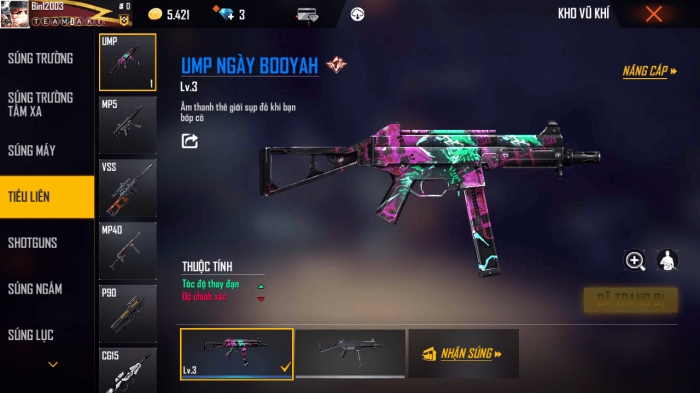 Bin12003
0
TEAMDAKT
5.421
3
KHO VŨ KHÍ
SÚNG TRƯỜNG
SÚNG TRƯỜNG
TẦM XA
SÚNG MÁY
TIỂU LIÊN
SHOTGUNS
SÚNG NGẮM
SÚNG LỤC
UMP
1
MP5
VSS
MP40
P90
CG15
UMP NGÀY BOOYAH
Lv.3
Âm thanh thế giới sụp đổ khi bạn
bóp cò
NÂNG CẤP
THUỘC TÍNH
Tốc độ thay đạn
Độ chính xác
ĐÃ TRANG BỊ
Lv.3
NHẬN SÚNG